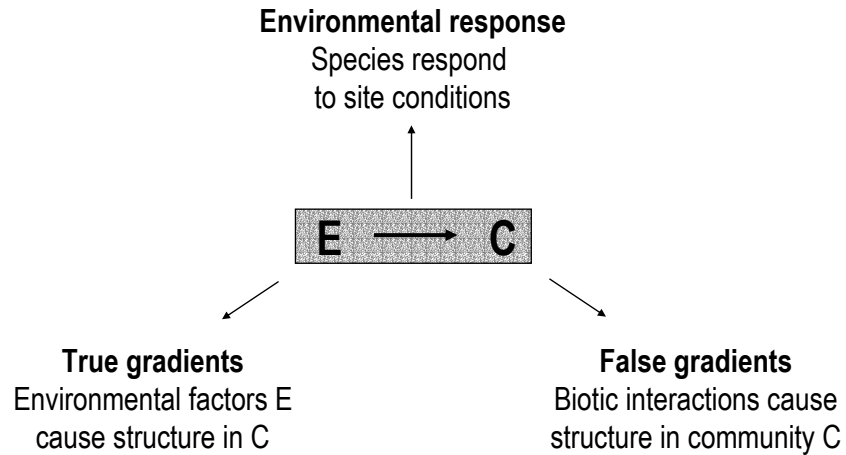 Environmental response
Species respond
to site conditions
E C
True gradients
Environmental factors E
cause structure in C
False gradients
Biotic interactions cause
structure in community C